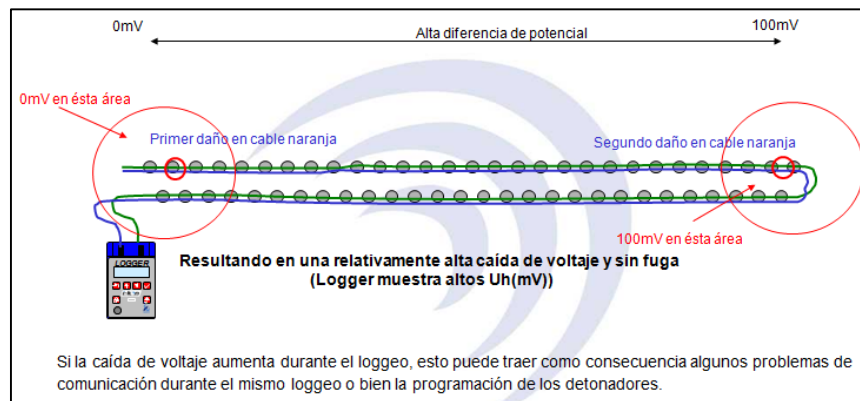 0mV
100mV
Alta diferencia de potencial
0mV en ésta área
Primer daño en cable naranja
Segundo daño en cable naranja
100mV en ésta área
LOGGER
Resultando en una relativamente alta caída de voltaje y sin fuga
(Logger muestra altos Uh(mV))
Si la caída de voltaje aumenta durante el loggeo, esto puede traer como consecuencia algunos problemas de
comunicación durante el mismo loggeo o bien la programación de los detonadores.